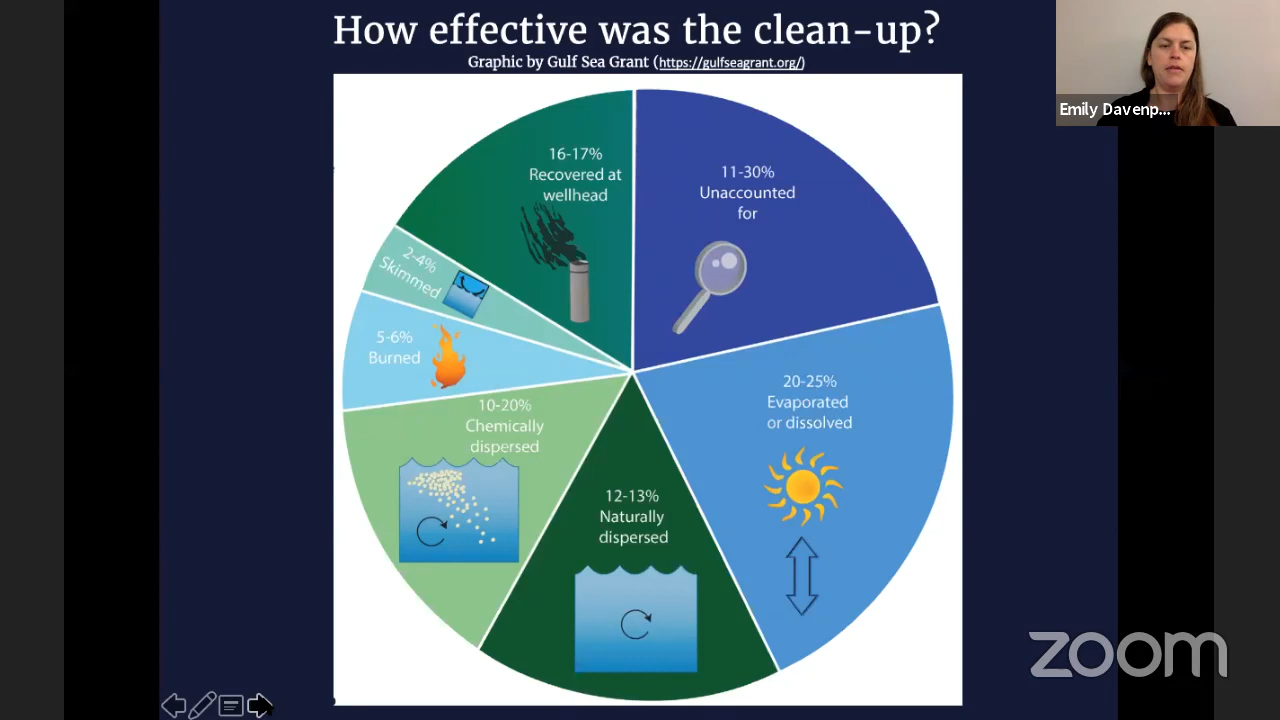 How effective was the clean-up?
Graphic by Gulf Sea Grant (https://gulfseagrant.org/)
Emily Davenp...
16-17%
Recovered at
wellhead
11-30%
Unaccounted
for
2-4%
Skimmed
5-6%
Burned
20-25%
Evaporated
or dissolved
10-20%
Chemically
dispersed
12-13%
Naturally
dispersed
zoom